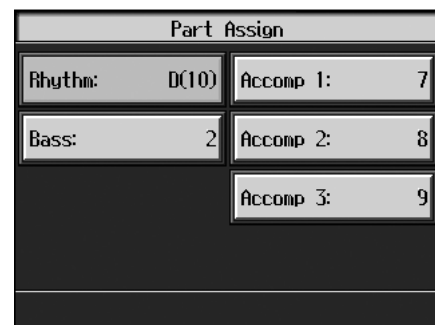 Part Assign
Rhythm: D(10) Accomp 1: 7
Bass: 2 Accomp 2: 8
Accomp 3: 9